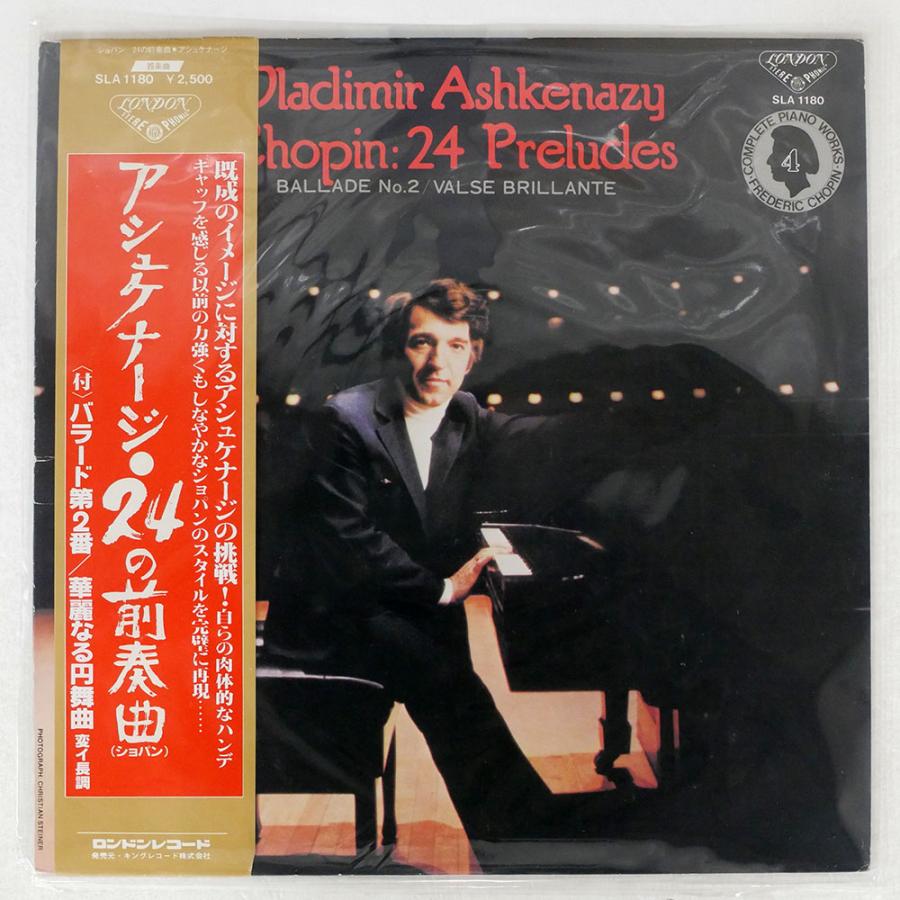 ショパン 24の前奏曲●アシュケナージ
SLA 1180 ￥2,500
LONDON
アシュケナージ・24の前奏曲
(ショパン)
〈付〉バラード第2番/華麗なる円舞曲 変イ長調
既成のイメージに対するアシュケナージの挑戦！自らの肉体的なハンデ
キャップを感じる以前の力強くもしなやかなショパンのスタイルを完璧に再現……
ロンドンレコード
発売元・キングレコード株式会社
Vladimir Ashkenazy
Chopin: 24 Preludes
BALLADE No.2/VALSE BRILLANTE
LONDON
SLA 1180
COMPLETE PIANO WORKS
4
FREDERIC CHOPIN
PHOTOGRAPH: CHRISTIAN STEINER